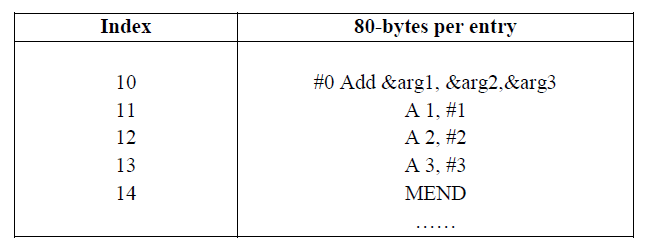 Index 80-bytes per entry
10 #0 Add &arg1, &arg2,&arg3
11 A 1, #1
12 A 2, #2
13 A 3, #3
14 MEND
……